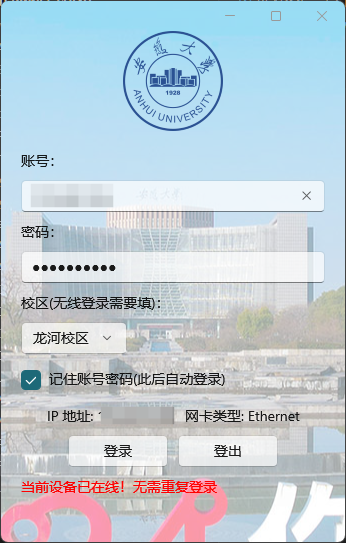 安徽大学
1928
ANHUI UNIVERSITY
账号:
密码:
●●●●●●●●●●
校区(无线登录需要填):
龙河校区
记住账号密码(此后自动登录)
IP 地址: 网卡类型: Ethernet
登录 登出
当前设备已在线！无需重复登录